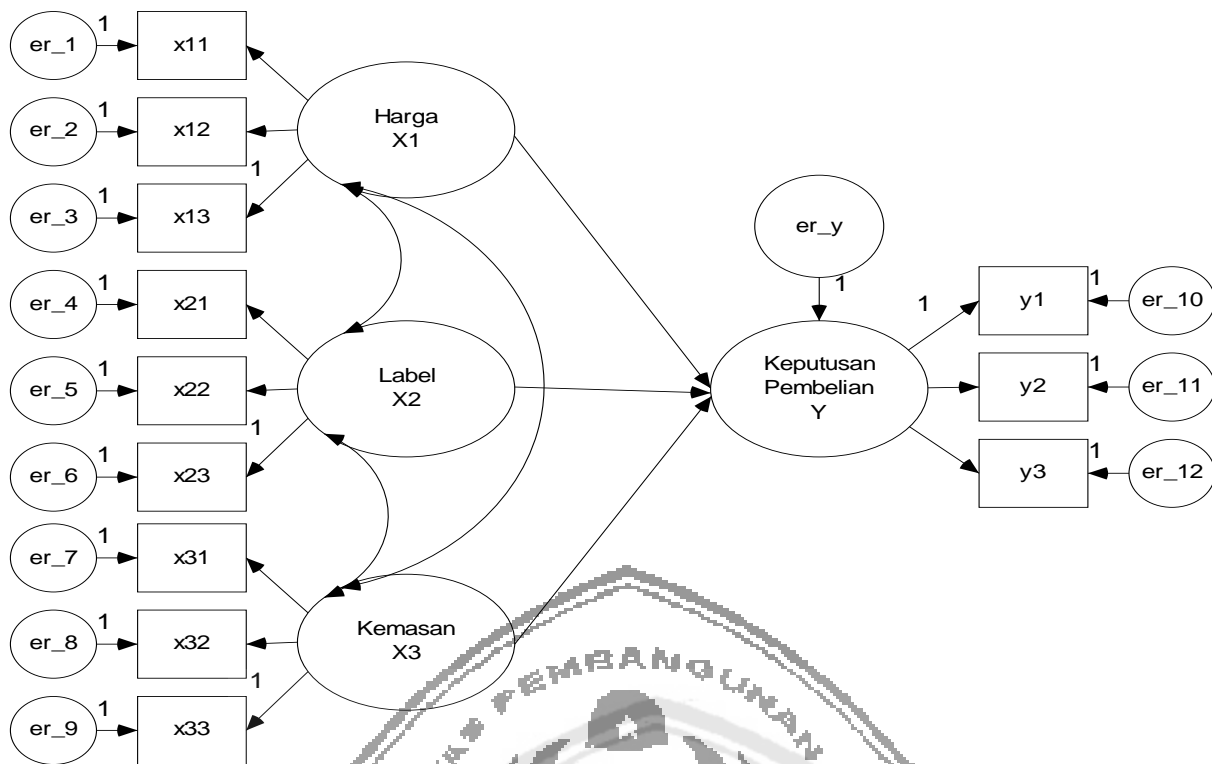 1
er_1
x11
1
er_2
x12
1
er_3
x13
1
Harga
X1
1
er_4
x21
1
er_5
x22
1
er_6
x23
1
Label
X2
1
er_7
x31
1
er_8
x32
1
er_9
x33
1
Kemasan
X3
er_y
1
Keputusan
Pembelian
Y
1
y1
1
er_10
y2
1
er_11
y3
1
er_12
PEMBANGUNAN